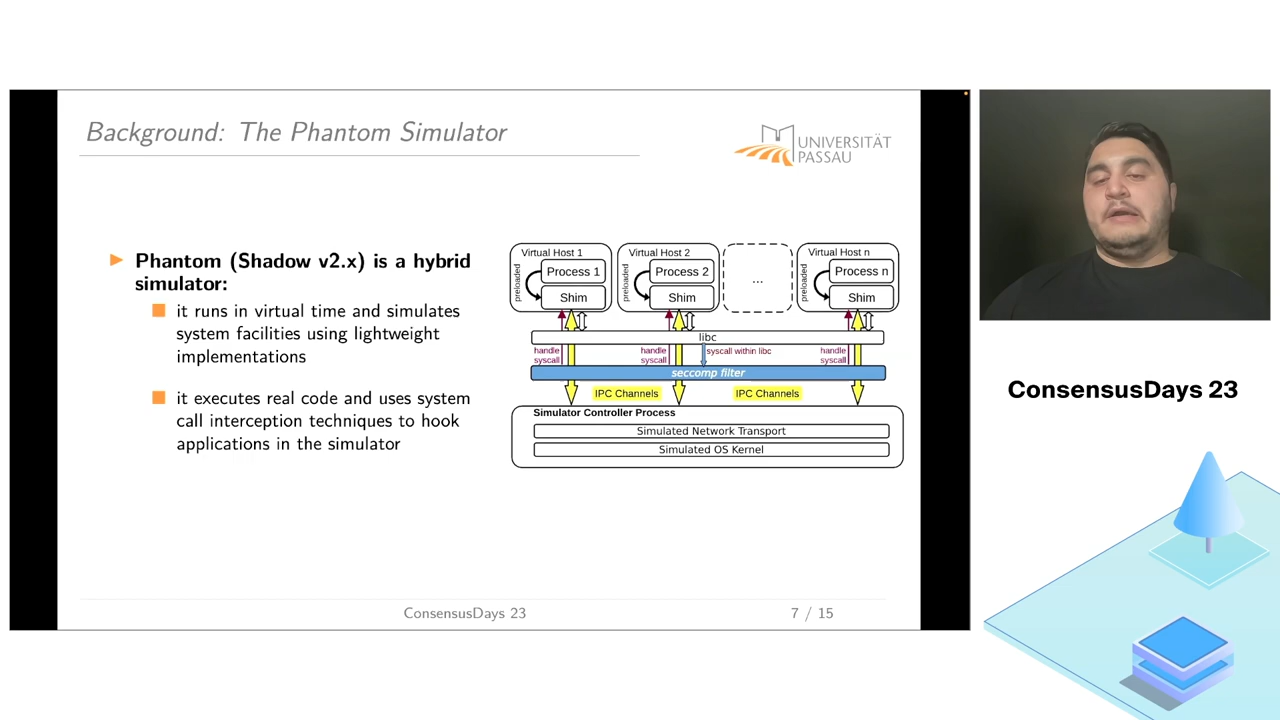 Background: The Phantom Simulator
UNIVERSITÄT
PASSAU
Phantom (Shadow v2.x) is a hybrid
simulator:
it runs in virtual time and simulates
system facilities using lightweight
implementations
it executes real code and uses system
call interception techniques to hook
applications in the simulator
Virtual Host 1
preloaded
Process 1
Shim
Virtual Host 2
preloaded
Process 2
Shim
...
Virtual Host n
preloaded
Process n
Shim
libc
handle
syscall
handle
syscall
syscall within libc
handle
syscall
seccomp filter
IPC Channels
IPC Channels
Simulator Controller Process
Simulated Network Transport
Simulated OS Kernel
ConsensusDays 23
7 / 15
ConsensusDays 23